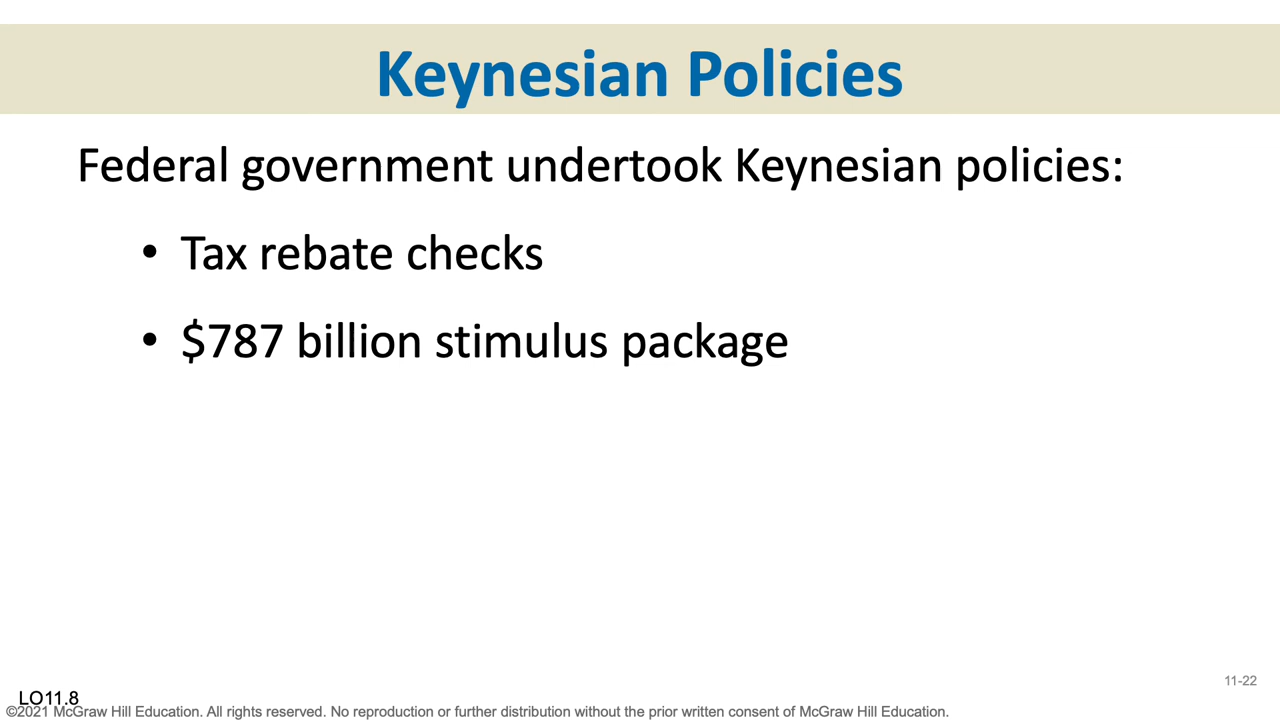 Keynesian Policies
Federal government undertook Keynesian policies:
• Tax rebate checks
• $787 billion stimulus package
11-22
LO11.8
©2021 McGraw Hill Education. All rights reserved. No reproduction or further distribution without the prior written consent of McGraw Hill Education.